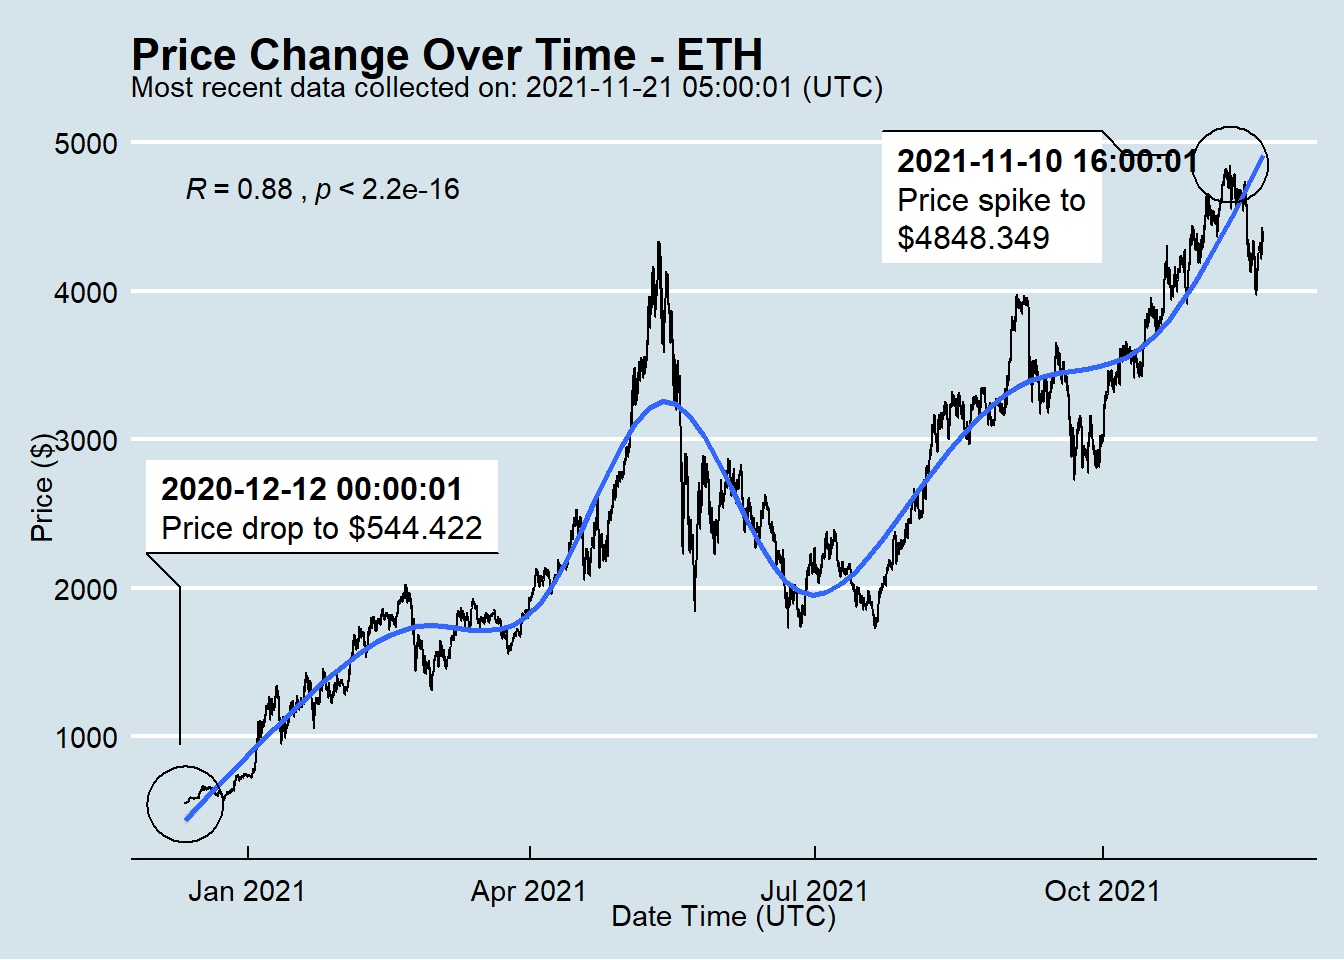 Price Change Over Time - ETH
Most recent data collected on: 2021-11-21 05:00:01 (UTC)
5000
4000
3000
2000
1000
Price ($)
R = 0.88 , p < 2.2e-16
2021-11-10 16:00:01
Price spike to
$4848.349
2020-12-12 00:00:01
Price drop to $544.422
Jan 2021
Apr 2021
Jul 2021
Oct 2021
Date Time (UTC)